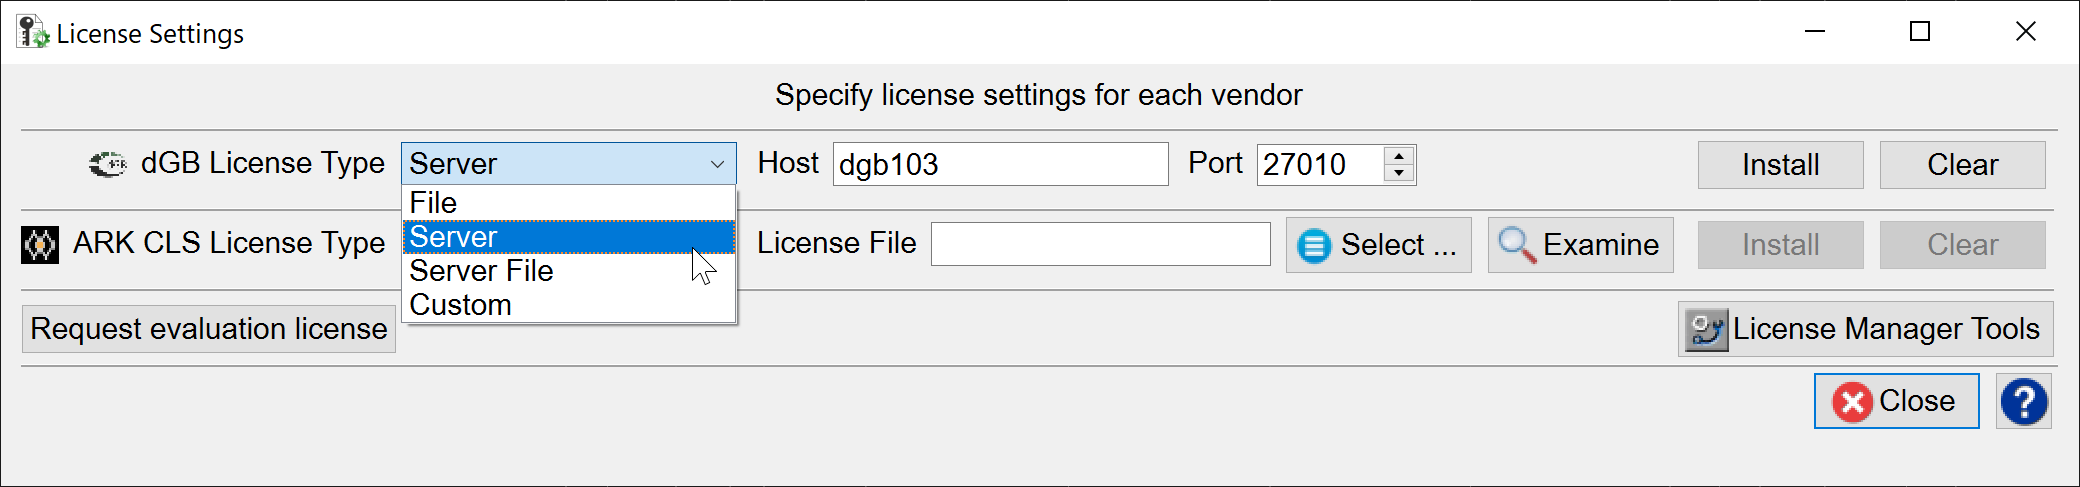 License Settings
Specify license settings for each vendor
dGB License Type Server Host dgb103 Port 27010 Install Clear
File
Server
Server File
Custom
ARK CLS License Type License File Select ... Examine Install Clear
Request evaluation license License Manager Tools
Close ?